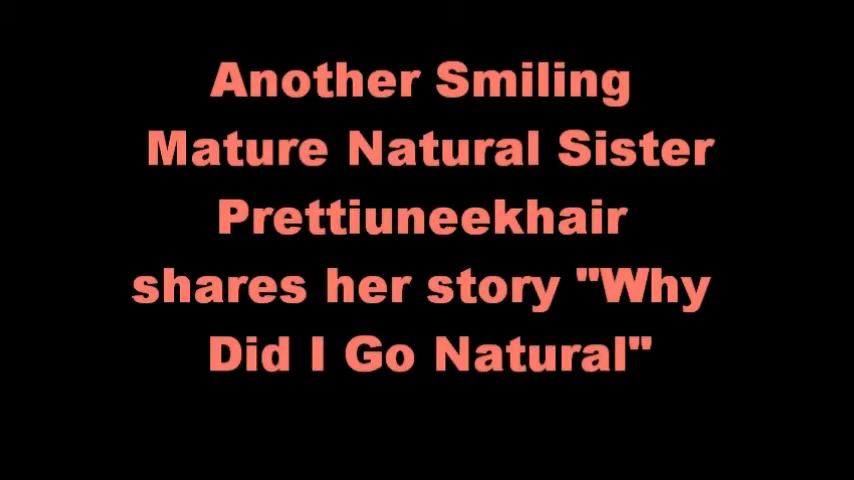 Another Smiling
Mature Natural Sister
Prettiuneekhair
shares her story "Why
Did I Go Natural"